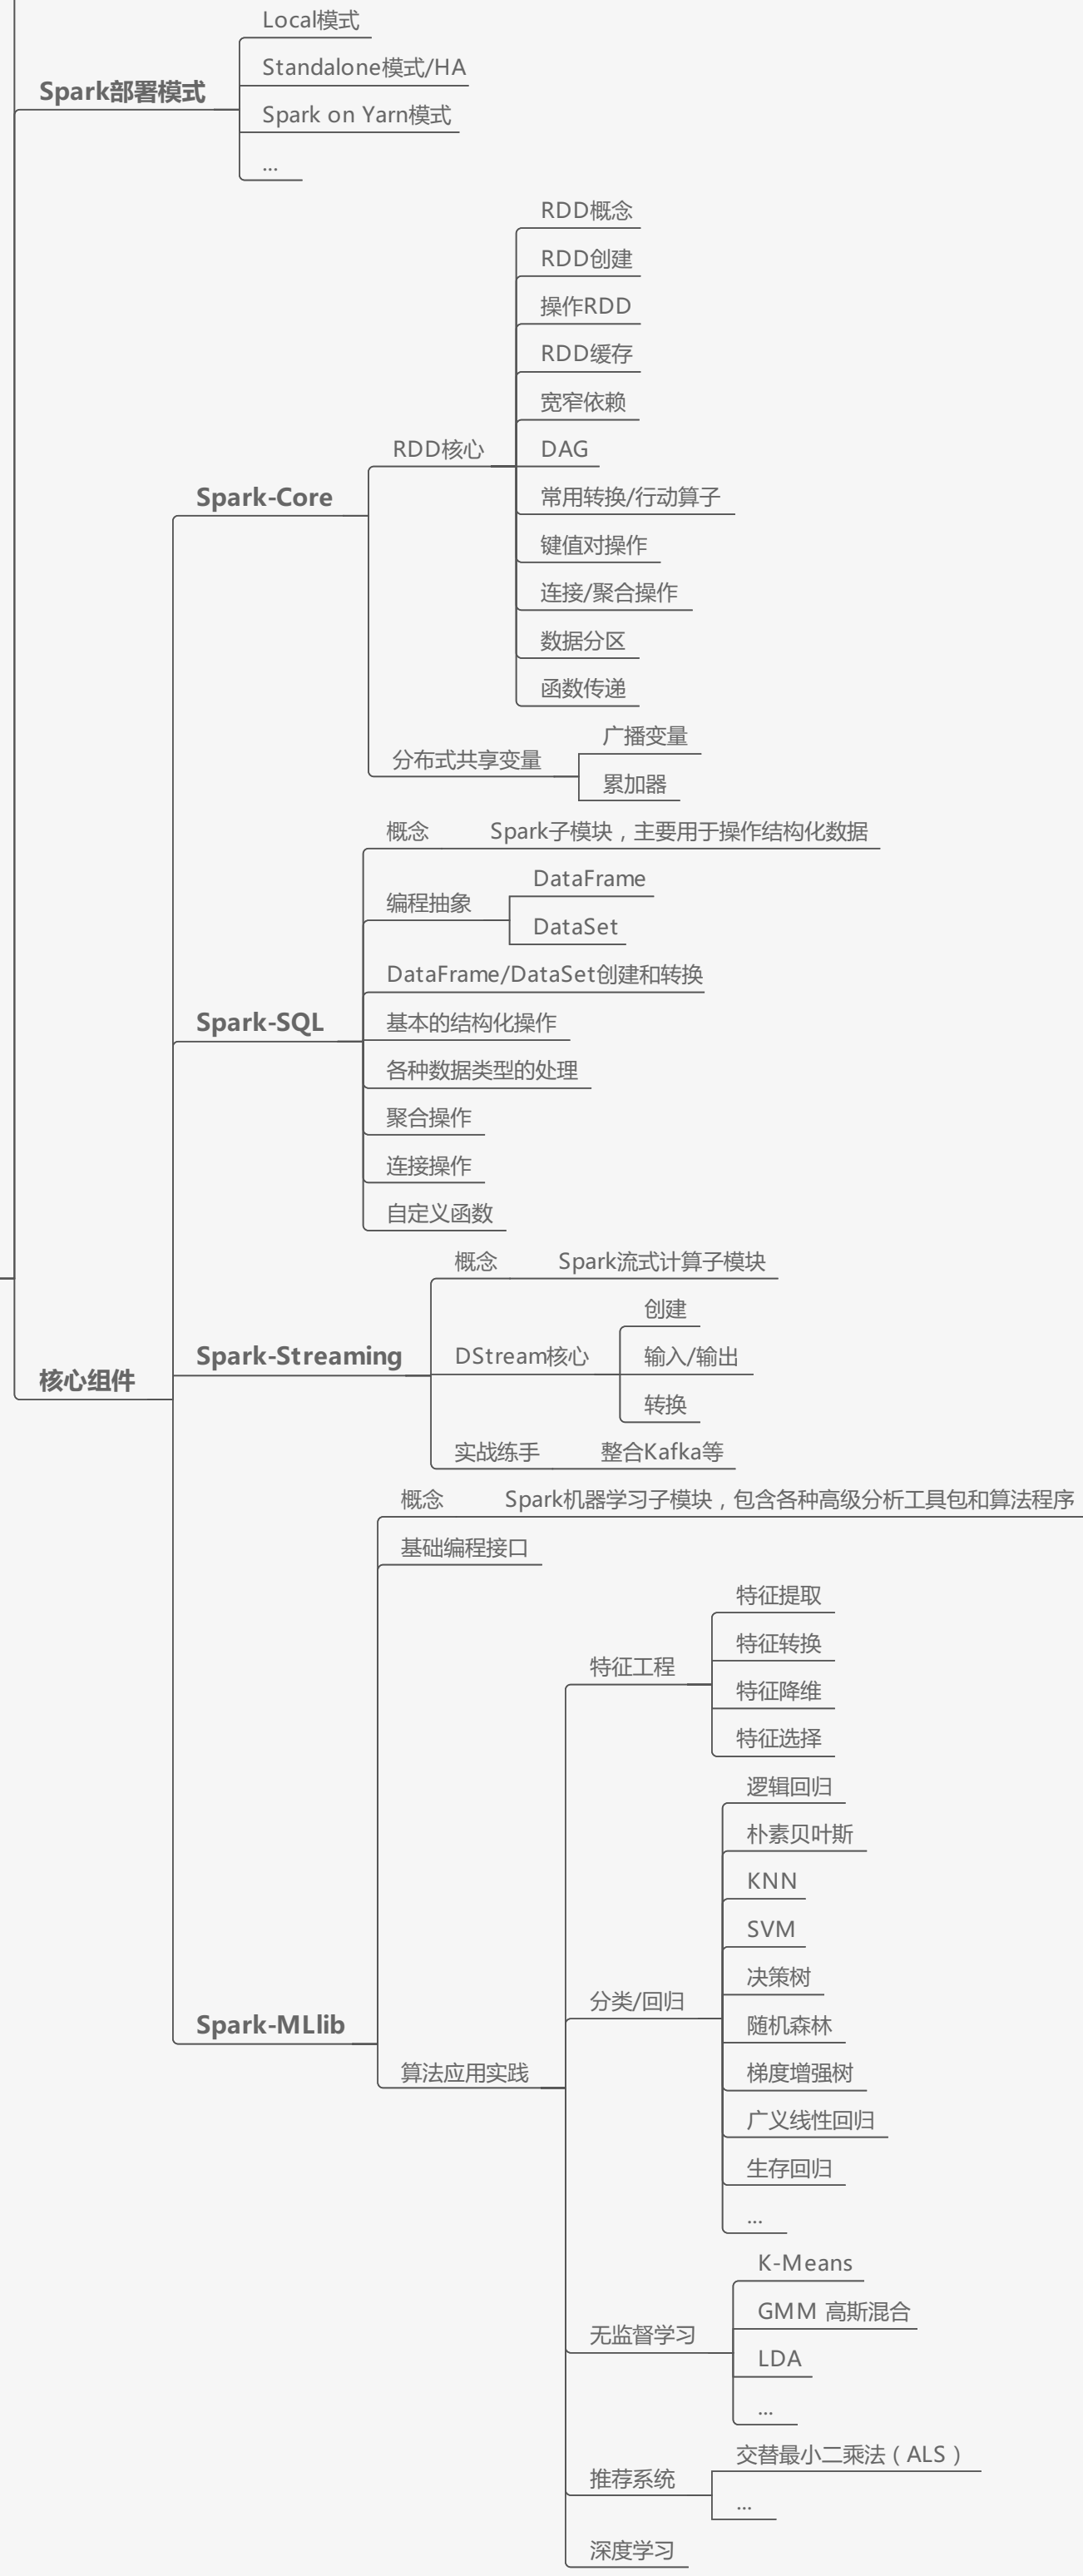 Local模式
Standalone模式/HA
Spark部署模式
Spark on Yarn模式
...
RDD概念
RDD创建
操作RDD
RDD缓存
宽窄依赖
RDD核心
DAG
Spark-Core
常用转换/行动算子
键值对操作
连接/聚合操作
数据分区
函数传递
广播变量
分布式共享变量
累加器
概念
Spark子模块，主要用于操作结构化数据
DataFrame
编程抽象
DataSet
DataFrame/DataSet创建和转换
Spark-SQL
基本的结构化操作
各种数据类型的处理
聚合操作
连接操作
自定义函数
概念
Spark流式计算子模块
创建
Spark-Streaming
DStream核心
输入/输出
核心组件
转换
实战练手
整合Kafka等
概念
Spark机器学习子模块，包含各种高级分析工具包和算法程序
基础编程接口
特征提取
特征转换
特征工程
特征降维
特征选择
逻辑回归
朴素贝叶斯
KNN
SVM
决策树
分类/回归
随机森林
Spark-MLlib
算法应用实践
梯度增强树
广义线性回归
生存回归
...
K-Means
GMM 高斯混合
无监督学习
LDA
...
交替最小二乘法（ALS）
推荐系统
...
深度学习